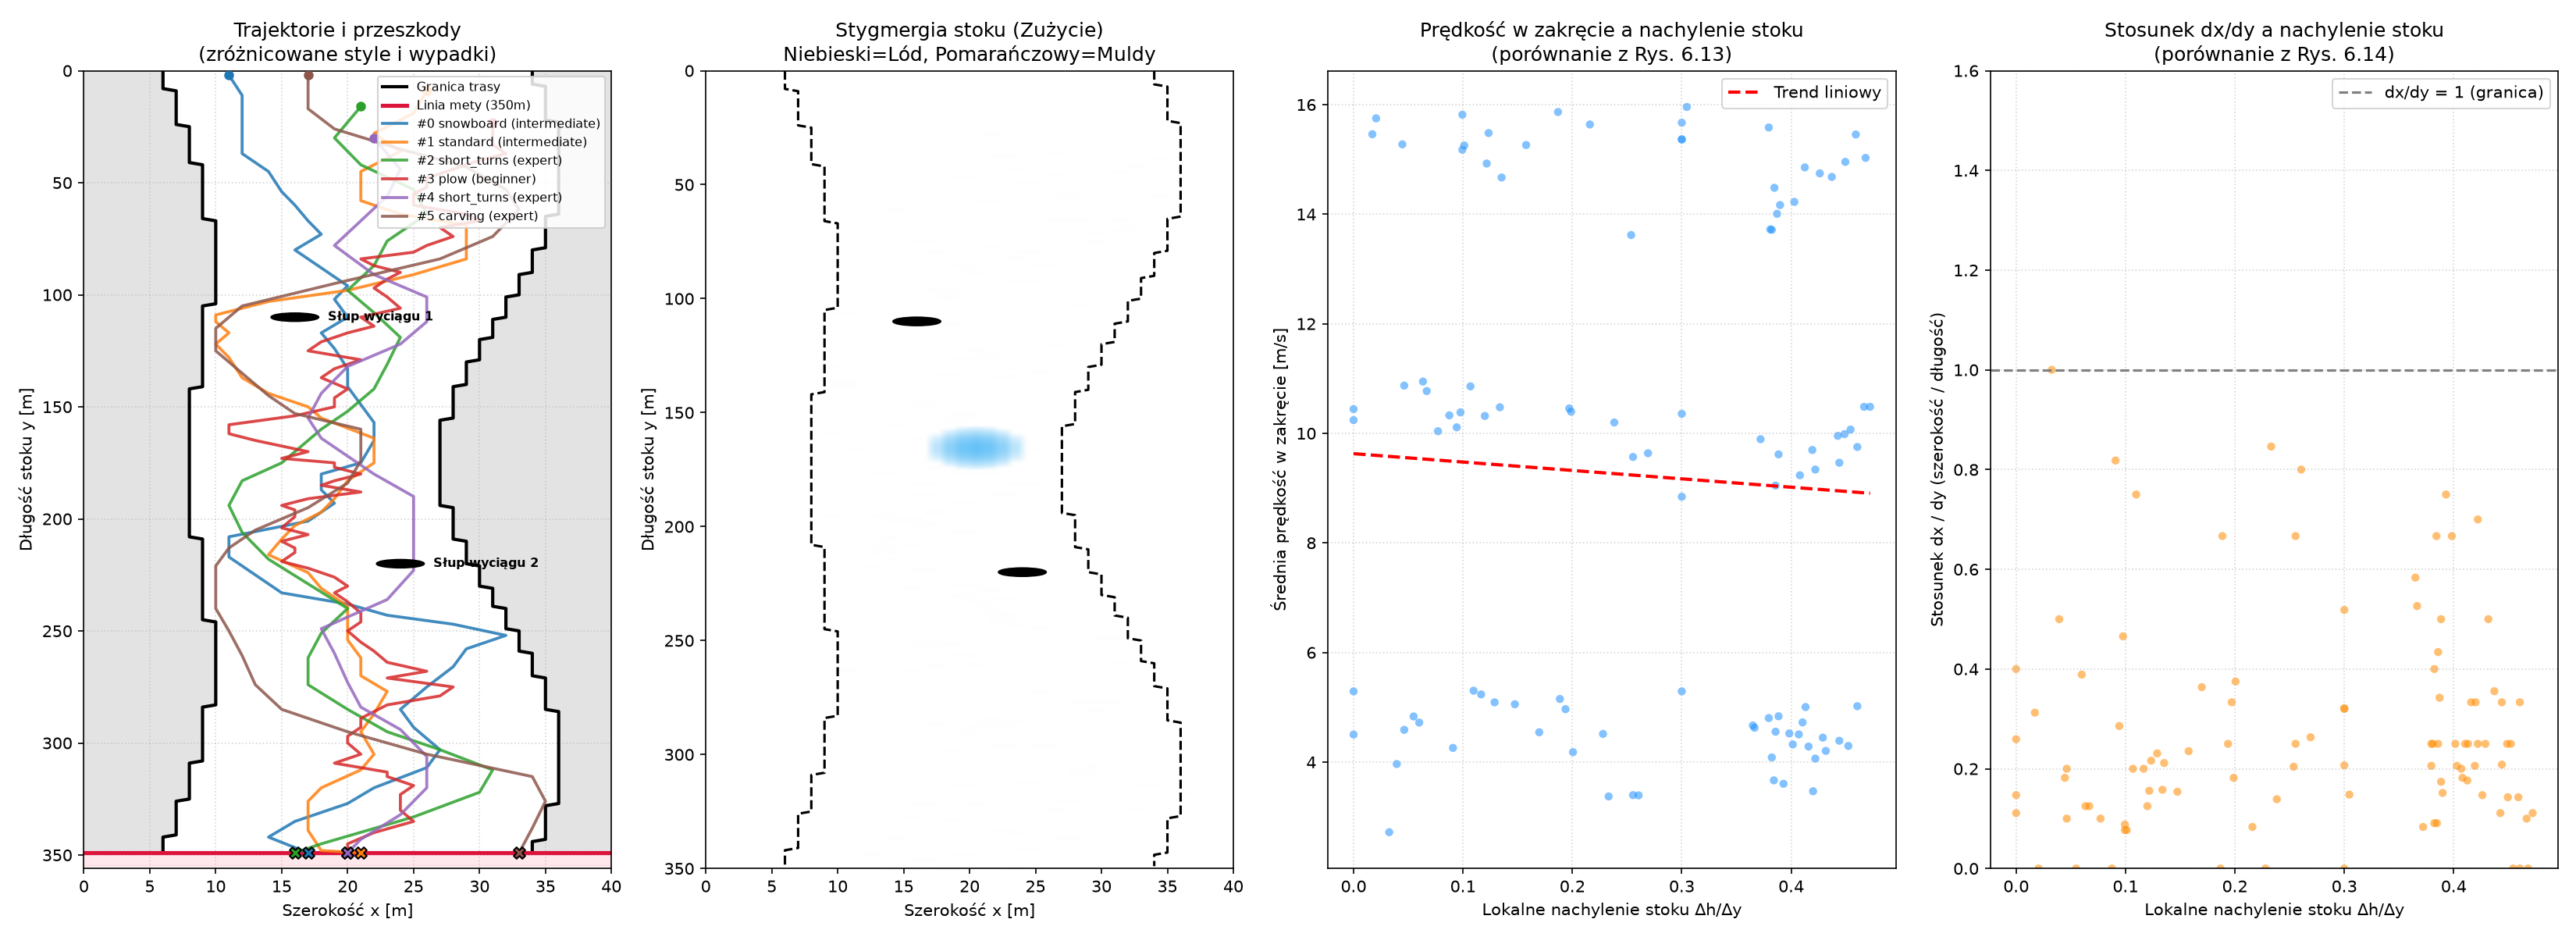 Trajektorie i przeszkody
(zróżnicowane style i wypadki)
Granica trasy
Linia mety (350m)
#0 snowboard (intermediate)
#1 standard (intermediate)
#2 short_turns (expert)
#3 plow (beginner)
#4 short_turns (expert)
#5 carving (expert)
Słup wyciągu 1
Słup wyciągu 2
0
50
100
150
200
250
300
350
Długość stoku y [m]
0 5 10 15 20 25 30 35 40
Szerokość x [m]
Stygmergia stoku (Zużycie)
Niebieski=Lód, Pomarańczowy=Muldy
0
50
100
150
200
250
300
350
Długość stoku y [m]
0 5 10 15 20 25 30 35 40
Szerokość x [m]
Prędkość w zakręcie a nachylenie stoku
(porównanie z Rys. 6.13)
Trend liniowy
16
14
12
10
8
6
4
Średnia prędkość w zakręcie [m/s]
0.0 0.1 0.2 0.3 0.4
Lokalne nachylenie stoku Δh/Δy
Stosunek dx/dy a nachylenie stoku
(porównanie z Rys. 6.14)
dx/dy = 1 (granica)
1.6
1.4
1.2
1.0
0.8
0.6
0.4
0.2
0.0
Stosunek dx / dy (szerokość / długość)
0.0 0.1 0.2 0.3 0.4
Lokalne nachylenie stoku Δh/Δy